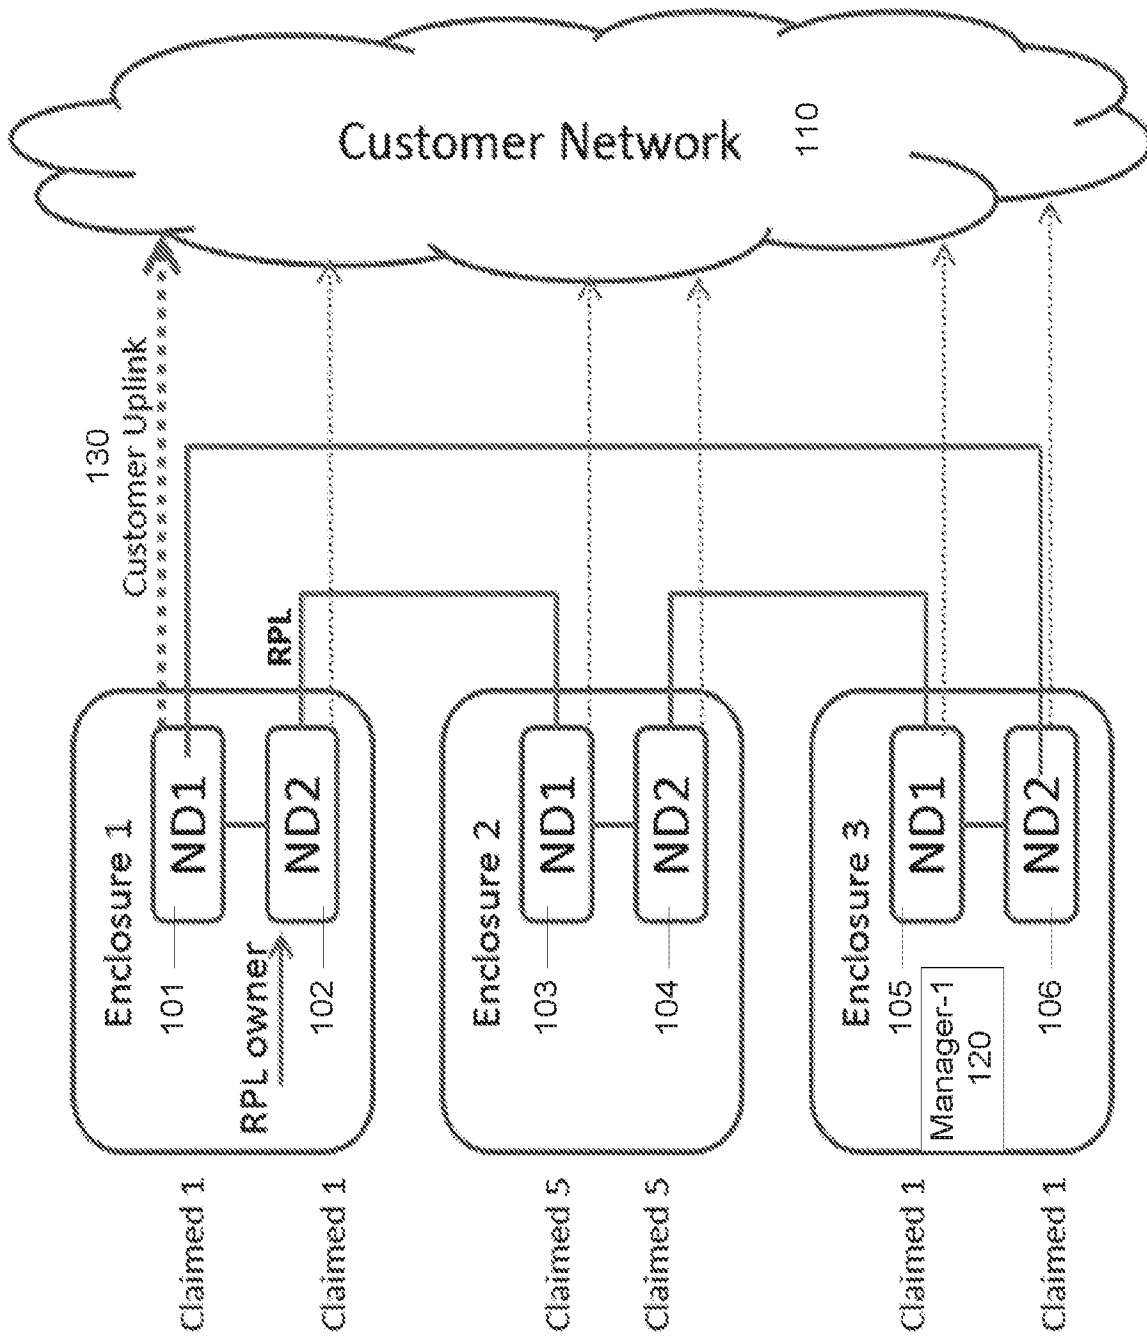 Customer Network
110
130
Customer Uplink
RPL
Enclosure 1
ND1
101
ND2
102
RPL owner
Claimed 1
Claimed 1
Enclosure 2
ND1
103
ND2
104
Claimed 5
Claimed 5
Enclosure 3
ND1
105
Manager-1
120
ND2
106
Claimed 1
Claimed 1